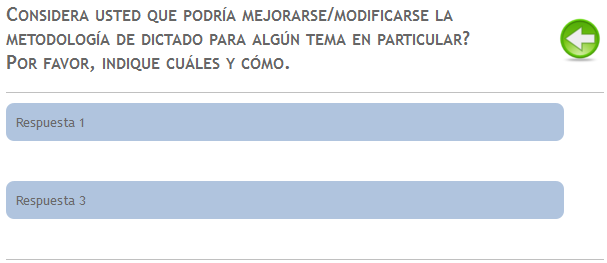 Considera usted que podría mejorarse/modificarse la
metodología de dictado para algún tema en particular?
Por favor, indique cuáles y cómo.
Respuesta 1
Respuesta 3